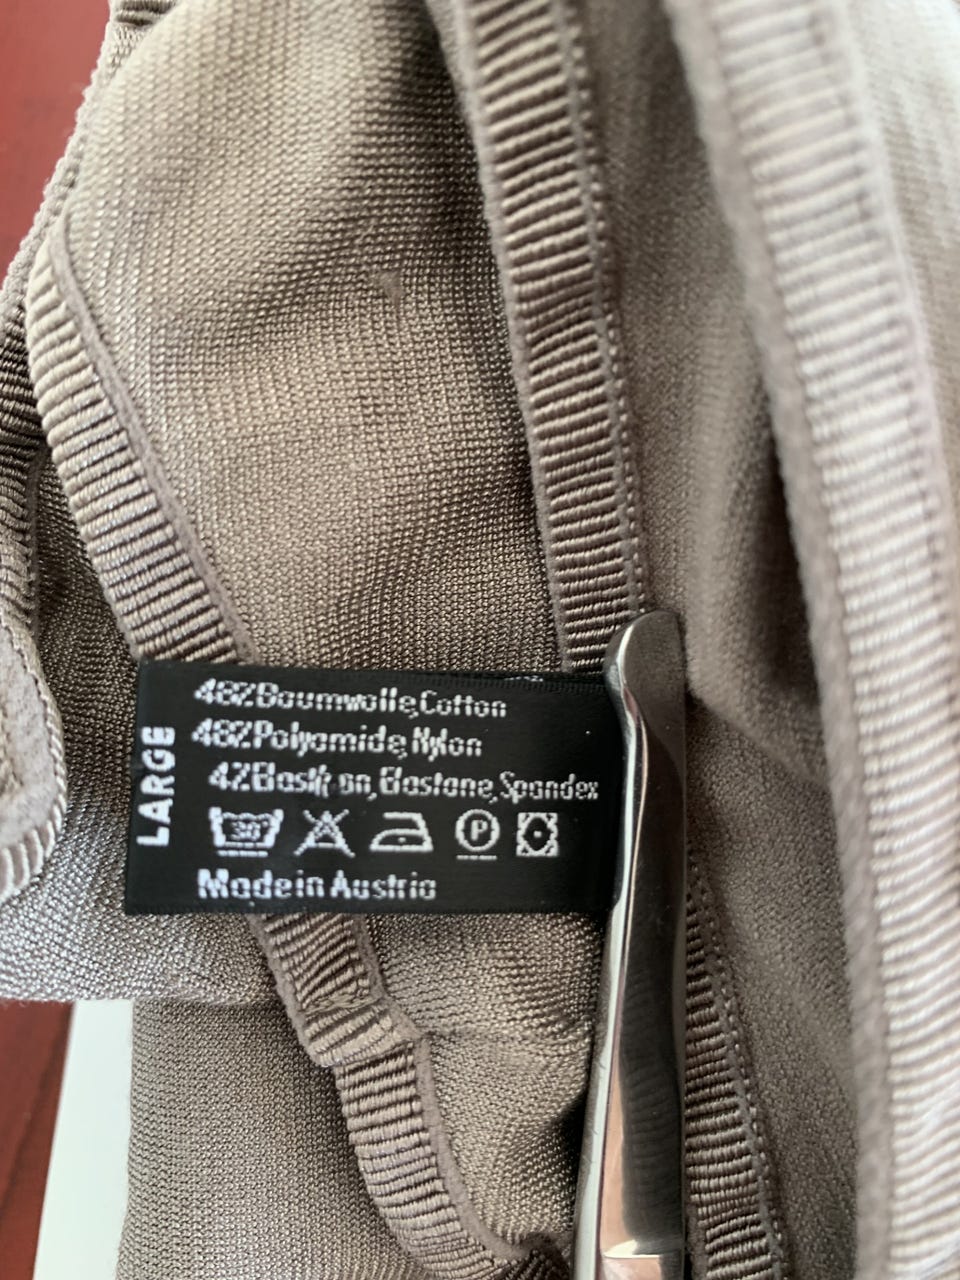 48%Baumwolle,Cotton
48%Polyamide,Nylon
4%Elasthan,Elastane,Spandex
30°
P
Made in Austria
LARGE